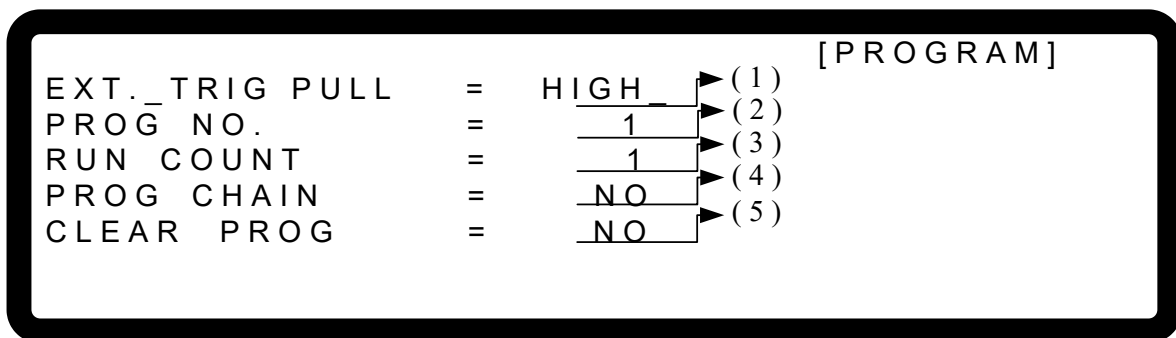 [PROGRAM]
EXT._TRIG PULL = HIGH_ (1)
PROG NO. = 1 (2)
RUN COUNT = 1 (3)
PROG CHAIN = NO (4)
CLEAR PROG = NO (5)